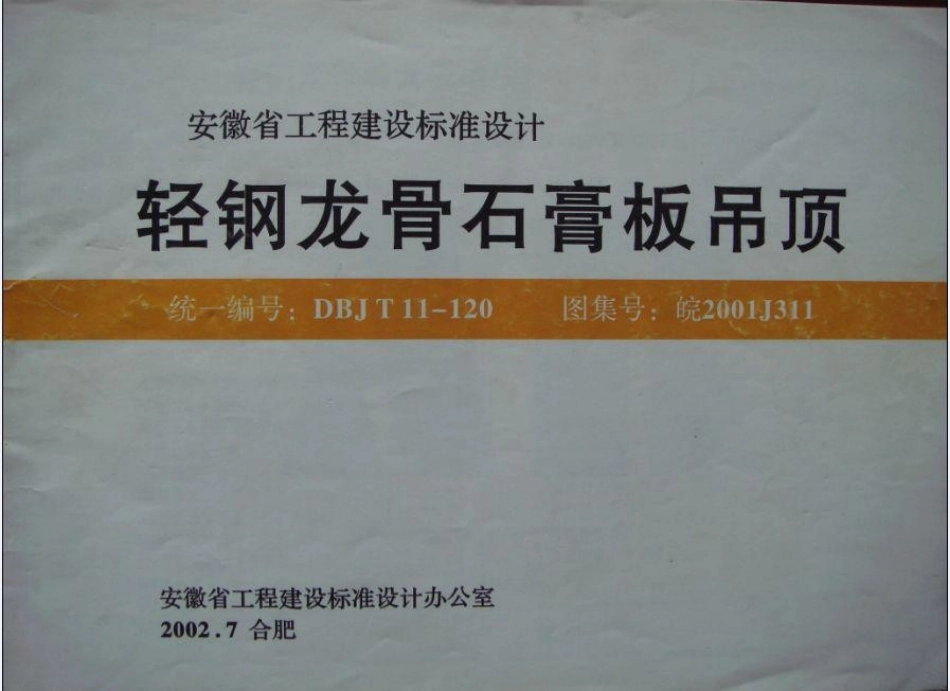 安徽省工程建设标准设计
轻钢龙骨石膏板吊顶
统一编号：DBJ T 11-120 图集号：皖2001J311
安徽省工程建设标准设计办公室
2002.7 合肥